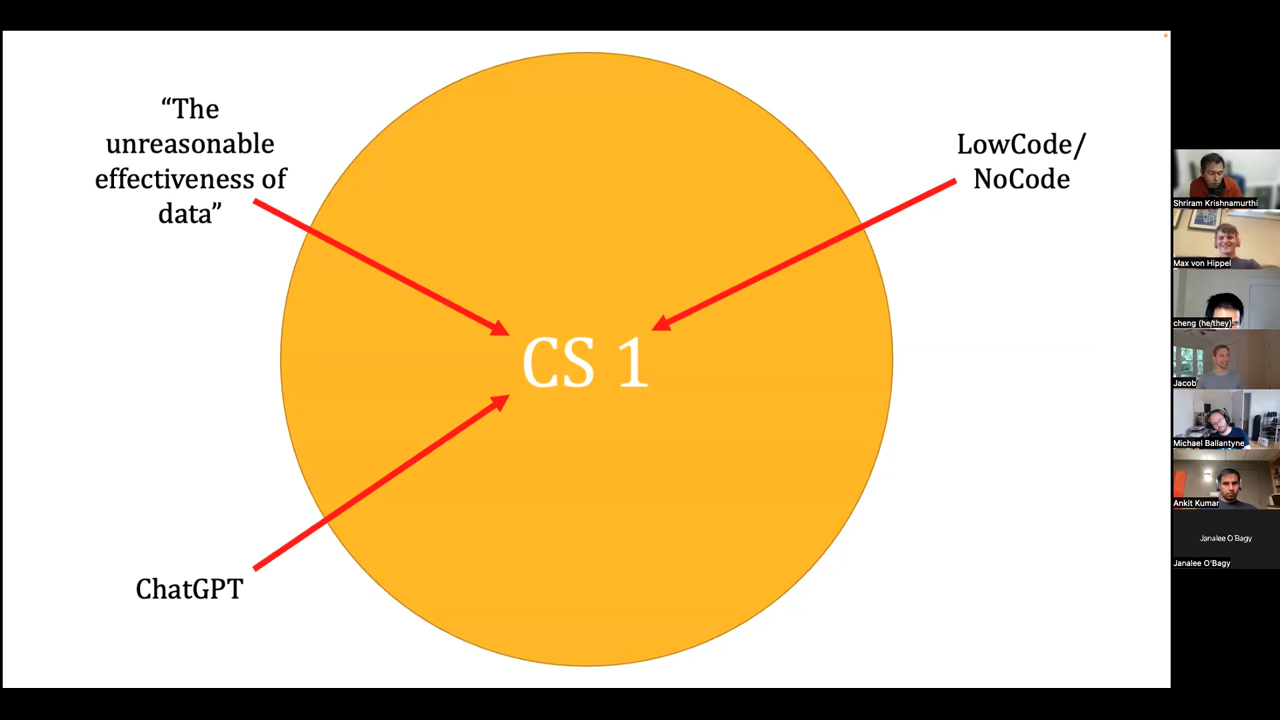 “The
unreasonable
effectiveness of
data”
LowCode/
NoCode
CS 1
ChatGPT
Shriram Krishnamurthi
Max von Hippel
cheng (he/they)
Jacob
Michael Ballantyne
Ankit Kumar
Janalee O Bagy
Janalee O'Bagy